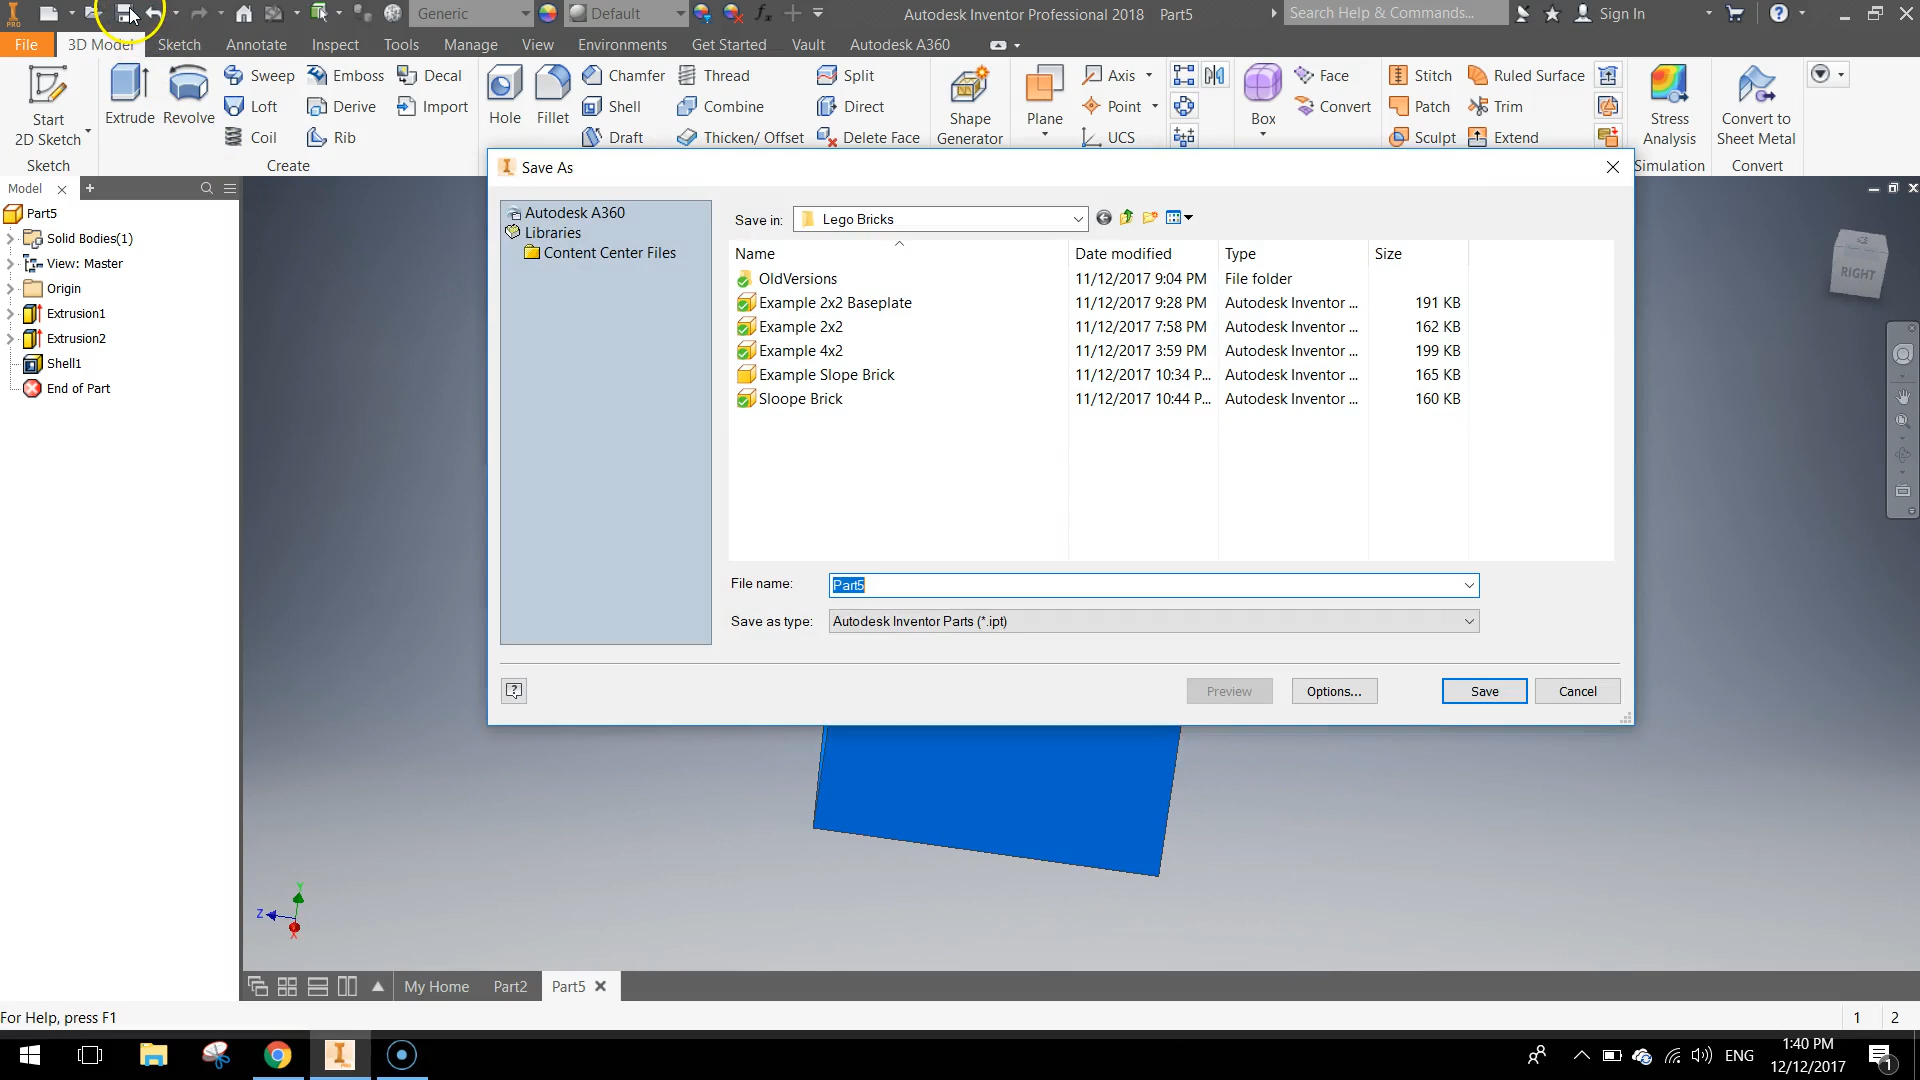 PRO
Generic
Default
fx
Autodesk Inventor Professional 2018 Part5
Search Help & Commands...
Sign In
File
3D Model
Sketch
Annotate
Inspect
Tools
Manage
View
Environments
Get Started
Vault
Autodesk A360
Start
2D Sketch
Sketch
Extrude
Revolve
Sweep
Loft
Coil
Emboss
Derive
Rib
Decal
Import
Create
Hole
Fillet
Chamfer
Shell
Draft
Thread
Combine
Thicken/ Offset
Split
Direct
Delete Face
Shape
Generator
Plane
Axis
Point
UCS
Box
Face
Convert
Stitch
Patch
Sculpt
Ruled Surface
Trim
Extend
Stress
Analysis
Simulation
Convert to
Sheet Metal
Convert
Model
Part5
Solid Bodies(1)
View: Master
Origin
Extrusion1
Extrusion2
Shell1
End of Part
Save As
Autodesk A360
Libraries
Content Center Files
Save in: Lego Bricks
Name Date modified Type Size
OldVersions 11/12/2017 9:04 PM File folder
Example 2x2 Baseplate 11/12/2017 9:28 PM Autodesk Inventor ... 191 KB
Example 2x2 11/12/2017 7:58 PM Autodesk Inventor ... 162 KB
Example 4x2 11/12/2017 3:59 PM Autodesk Inventor ... 199 KB
Example Slope Brick 11/12/2017 10:34 P... Autodesk Inventor ... 165 KB
Sloope Brick 11/12/2017 10:44 P... Autodesk Inventor ... 160 KB
File name: Part5
Save as type: Autodesk Inventor Parts (*.ipt)
Preview
Options...
Save
Cancel
RIGHT
Y
Z
X
My Home
Part2
Part5
For Help, press F1
1 2
ENG
1:40 PM
12/12/2017
1